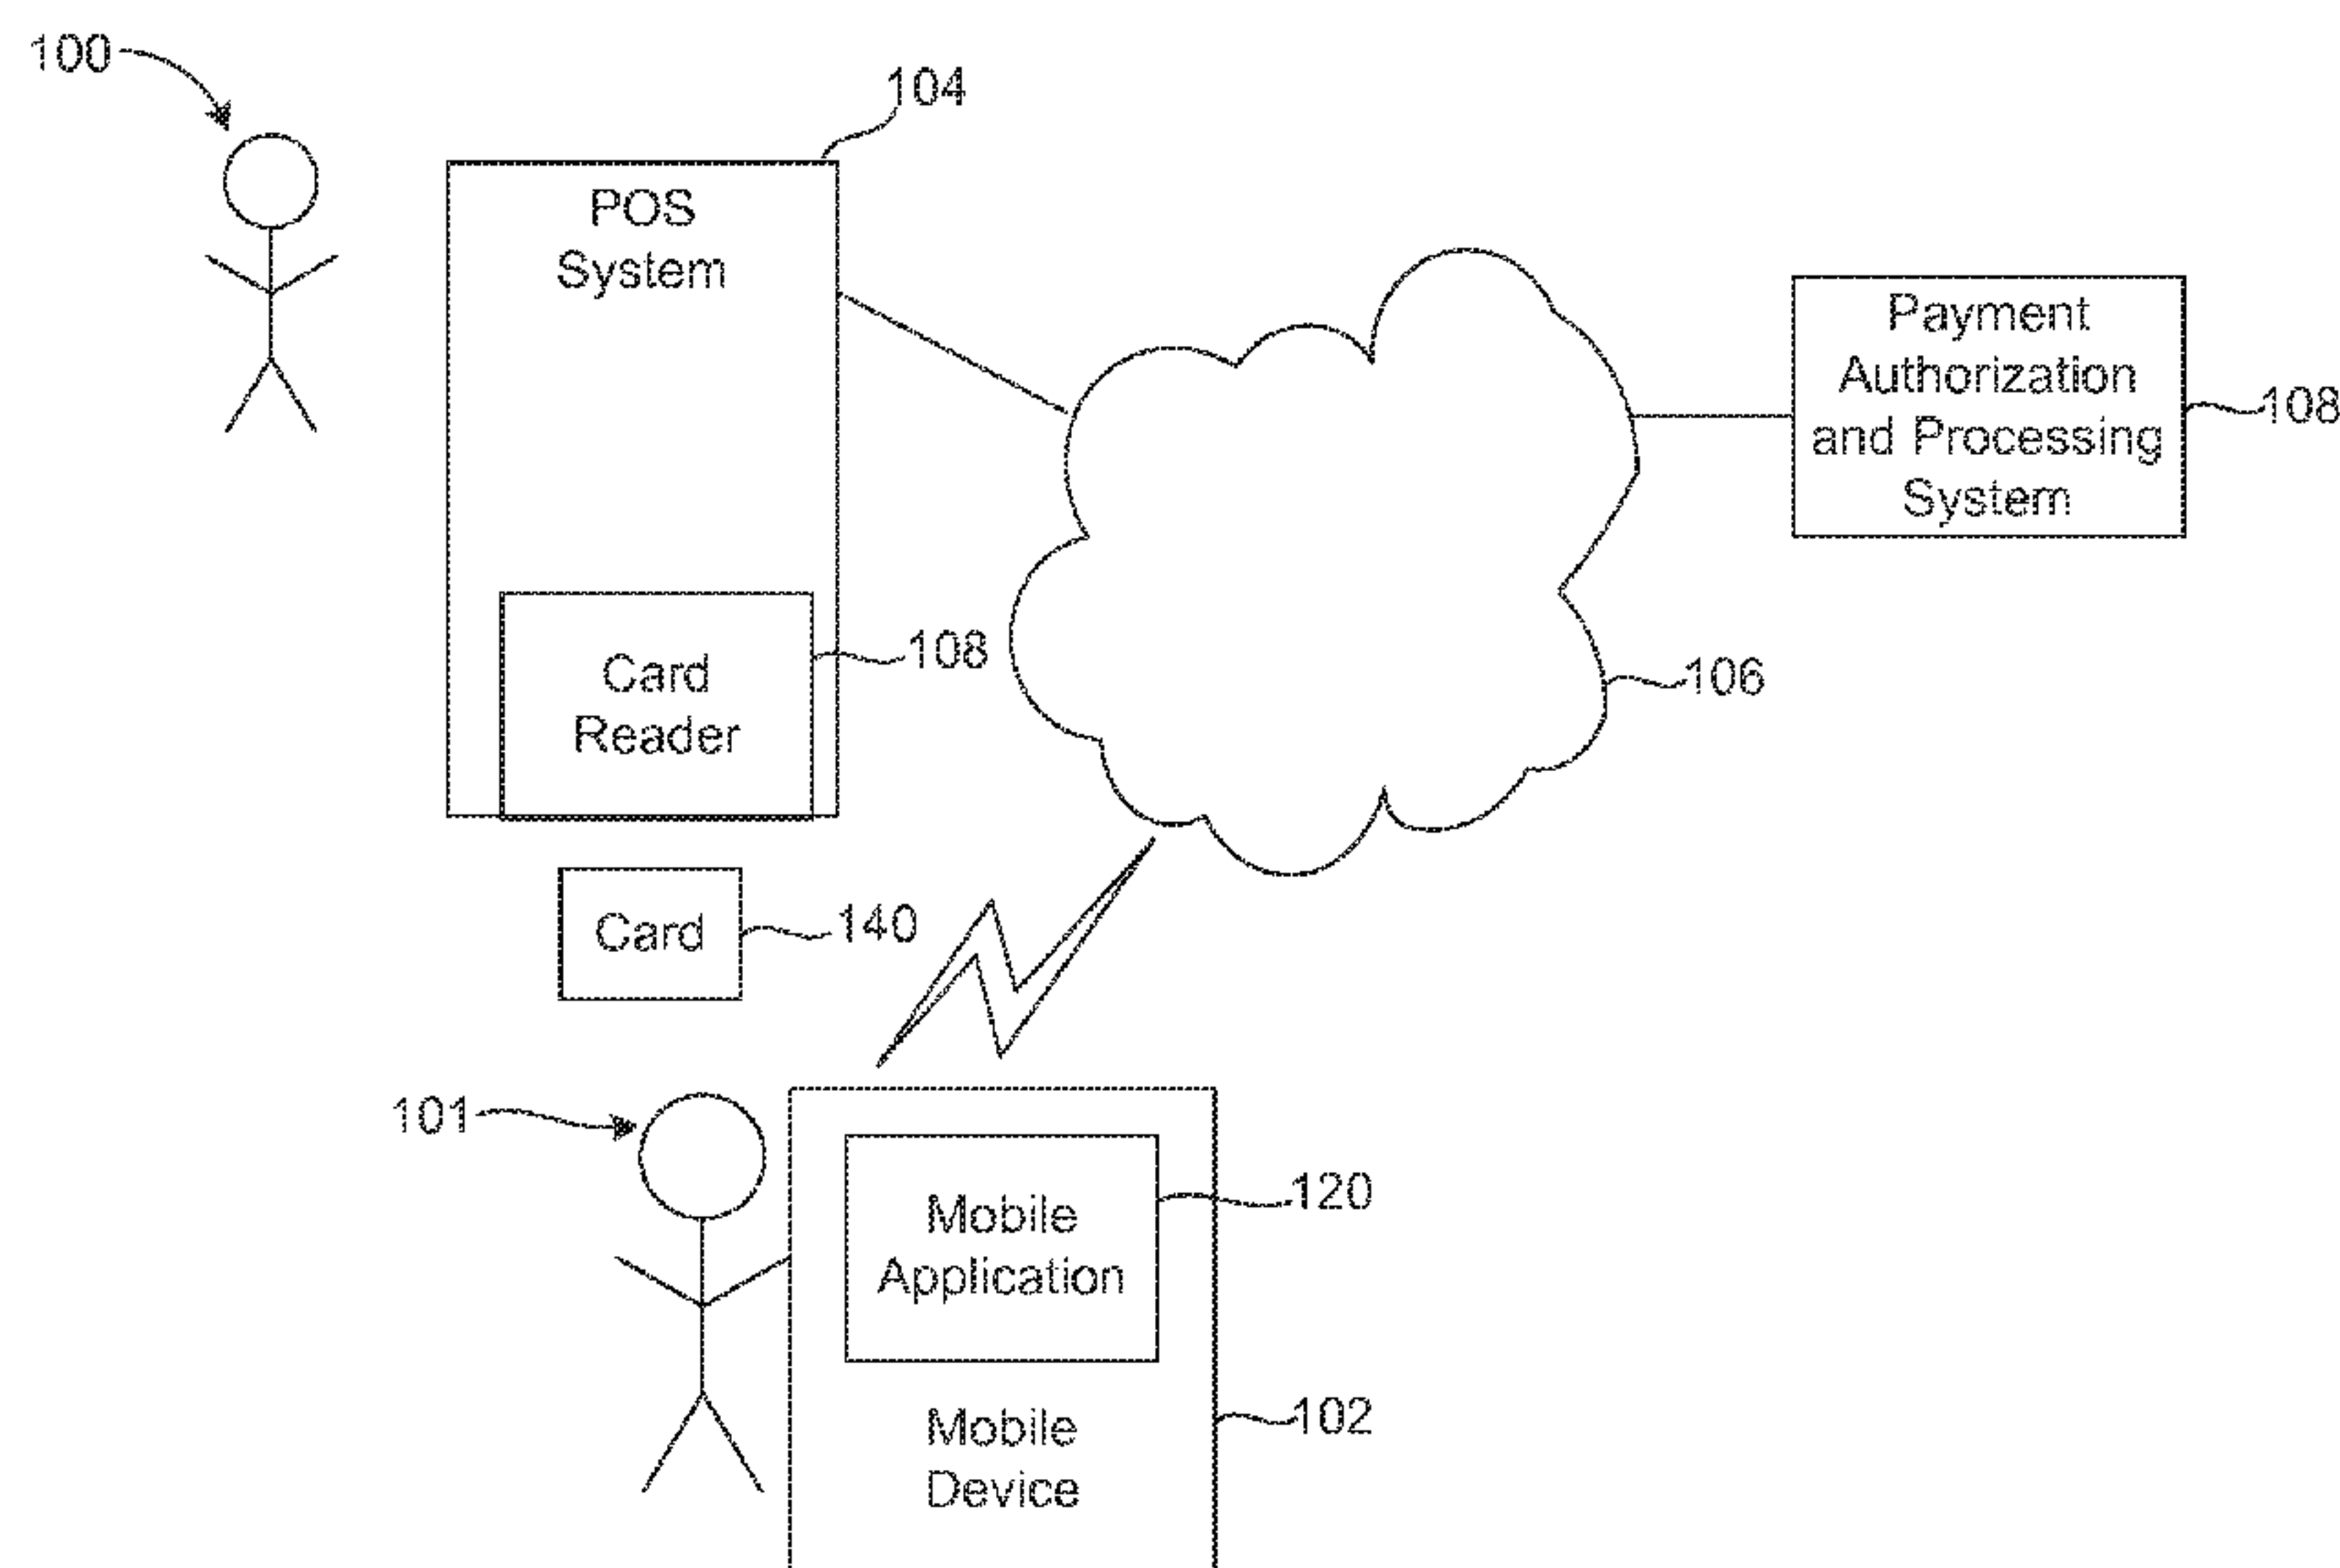 100
104
POS
System
Payment
Authorization
and Processing
System
108
Card
Reader
108
106
Card
140
101
Mobile
Application
120
Mobile
Device
102